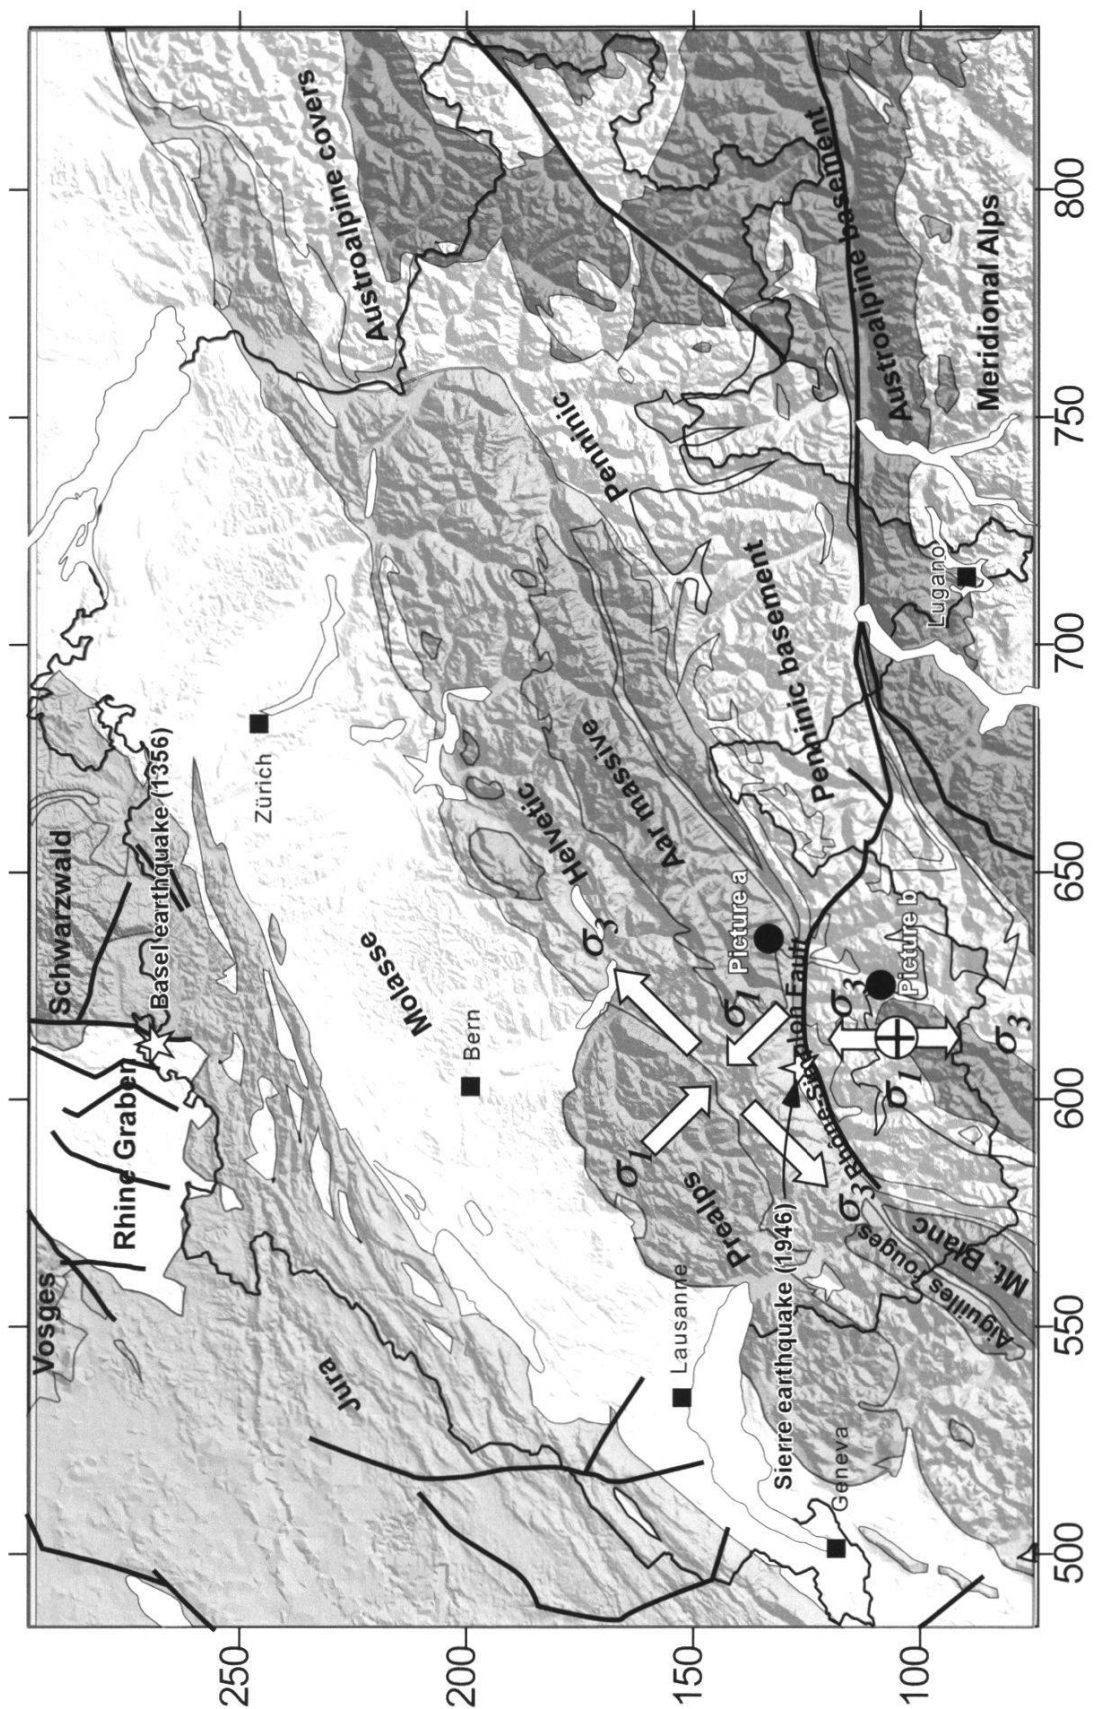 Vosges
Schwarzwald
Rhine Graben
Basel earthquake (1356)
Zürich
Austroalpine covers
Jura
Molasse
Bern
Helvetic
Aar massive
Penninic
Prealps
Lausanne
Geneva
Sierre earthquake (1946)
σ1
σ3
σ1
σ3
Picture a
Rhône-Simplon Fault
Penninic basement
Austroalpine basement
Meridional Alps
Lugano
Picture b
σ3
σ1
σ3
Aiguilles rouges
Mt. Blanc
250
200
150
100
500
550
600
650
700
750
800